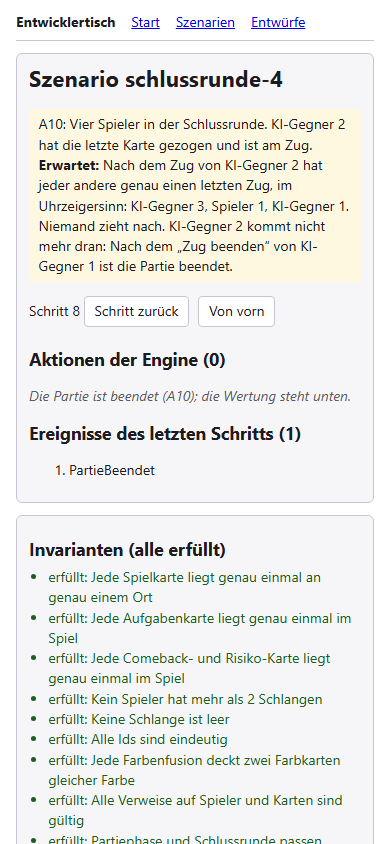 Entwicklertisch Start Szenarien Entwürfe
Szenario schlussrunde-4
A10: Vier Spieler in der Schlussrunde. KI-Gegner 2
hat die letzte Karte gezogen und ist am Zug.
Erwartet: Nach dem Zug von KI-Gegner 2 hat
jeder andere genau einen letzten Zug, im
Uhrzeigersinn: KI-Gegner 3, Spieler 1, KI-Gegner 1.
Niemand zieht nach. KI-Gegner 2 kommt nicht
mehr dran: Nach dem „Zug beenden“ von KI-
Gegner 1 ist die Partie beendet.
Schritt 8 Schritt zurück Von vorn
Aktionen der Engine (0)
Die Partie ist beendet (A10); die Wertung steht unten.
Ereignisse des letzten Schritts (1)
1. PartieBeendet
Invarianten (alle erfüllt)
• erfüllt: Jede Spielkarte liegt genau einmal an
genau einem Ort
• erfüllt: Jede Aufgabenkarte liegt genau einmal im
Spiel
• erfüllt: Jede Comeback- und Risiko-Karte liegt
genau einmal im Spiel
• erfüllt: Kein Spieler hat mehr als 2 Schlangen
• erfüllt: Keine Schlange ist leer
• erfüllt: Alle Ids sind eindeutig
• erfüllt: Jede Farbenfusion deckt zwei Farbkarten
gleicher Farbe
• erfüllt: Alle Verweise auf Spieler und Karten sind
gültig
• erfüllt: Partiephase und Schlussrunde passen